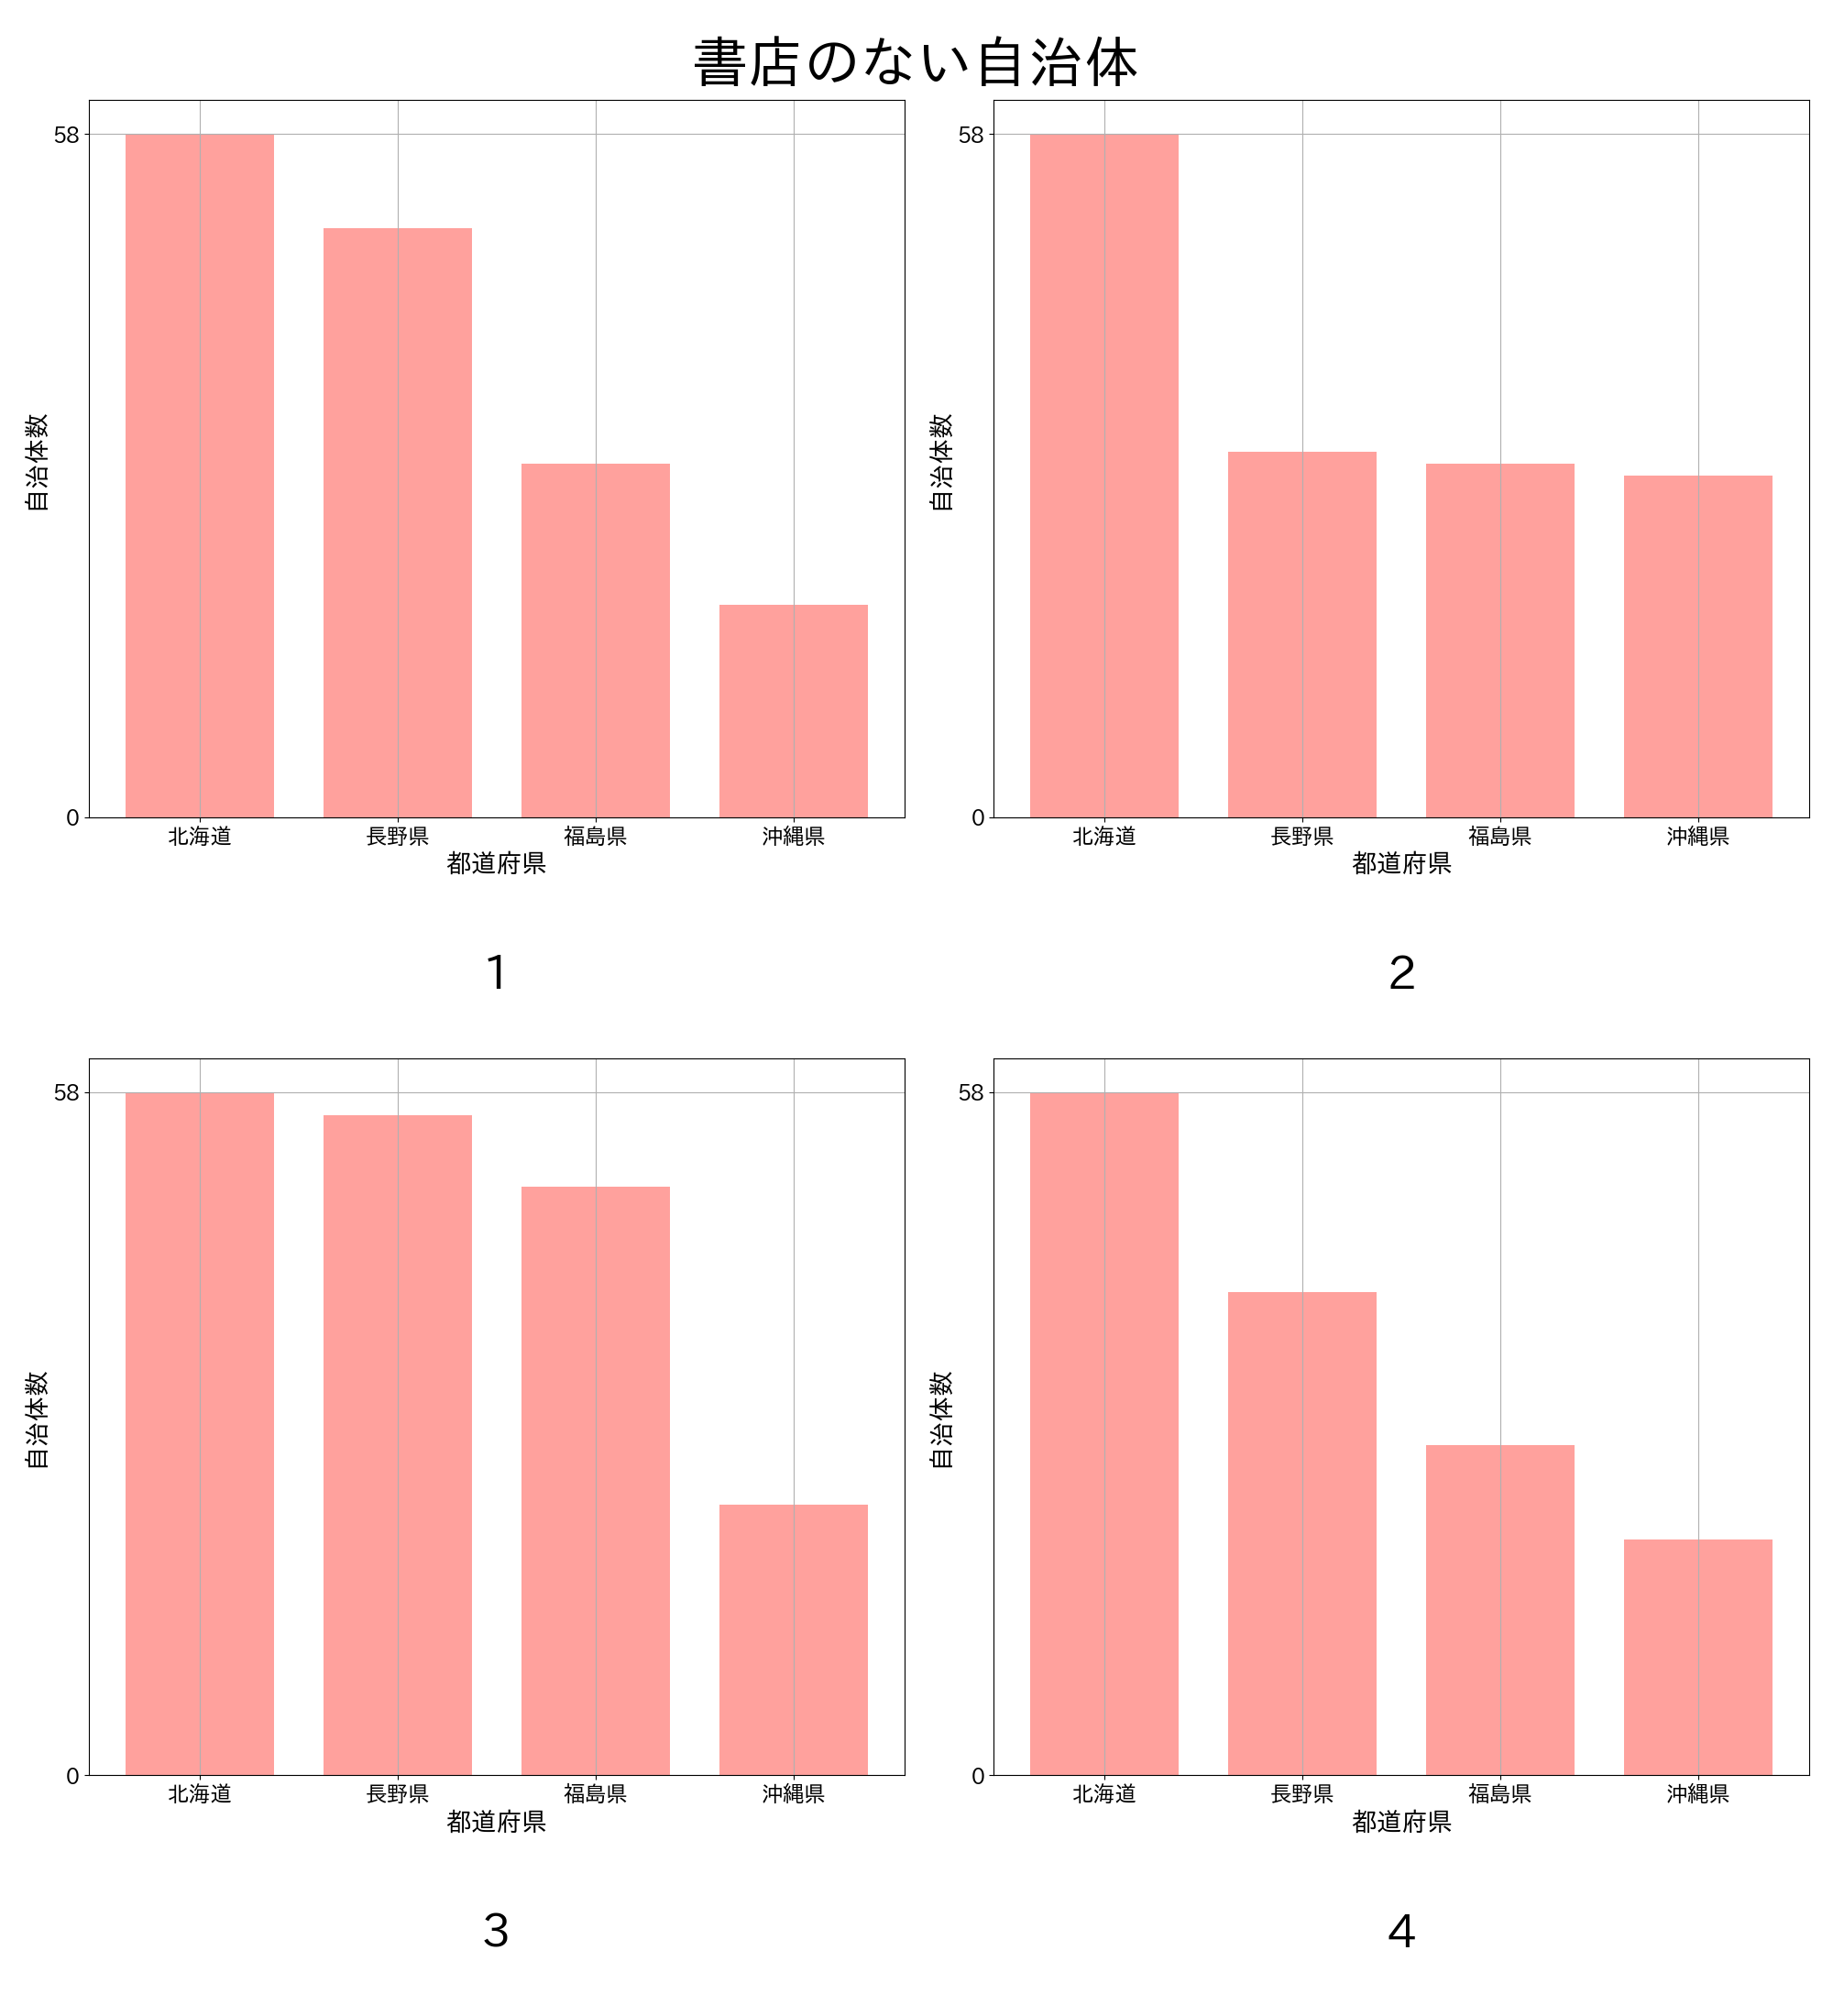 書店のない自治体
58
0
自治体数
北海道 長野県 福島県 沖縄県
都道府県
1
58
0
自治体数
北海道 長野県 福島県 沖縄県
都道府県
2
58
0
自治体数
北海道 長野県 福島県 沖縄県
都道府県
3
58
0
自治体数
北海道 長野県 福島県 沖縄県
都道府県
4